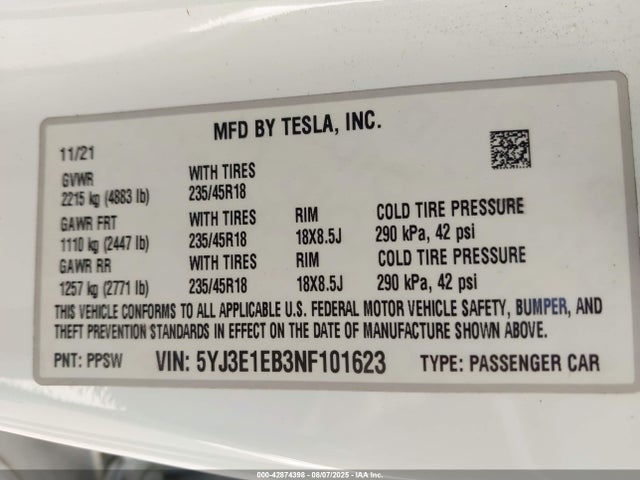 MFD BY TESLA, INC.
11/21
GVWR WITH TIRES
2215 kg (4883 lb) 235/45R18
GAWR FRT WITH TIRES RIM COLD TIRE PRESSURE
1110 kg (2447 lb) 235/45R18 18X8.5J 290 kPa, 42 psi
GAWR RR WITH TIRES RIM COLD TIRE PRESSURE
1257 kg (2771 lb) 235/45R18 18X8.5J 290 kPa, 42 psi
THIS VEHICLE CONFORMS TO ALL APPLICABLE U.S. FEDERAL MOTOR VEHICLE SAFETY, BUMPER, AND
THEFT PREVENTION STANDARDS IN EFFECT ON THE DATE OF MANUFACTURE SHOWN ABOVE.
PNT: PPSW VIN: 5YJ3E1EB3NF101623 TYPE: PASSENGER CAR
000-42874398 - 08/07/2025 - IAA Inc.